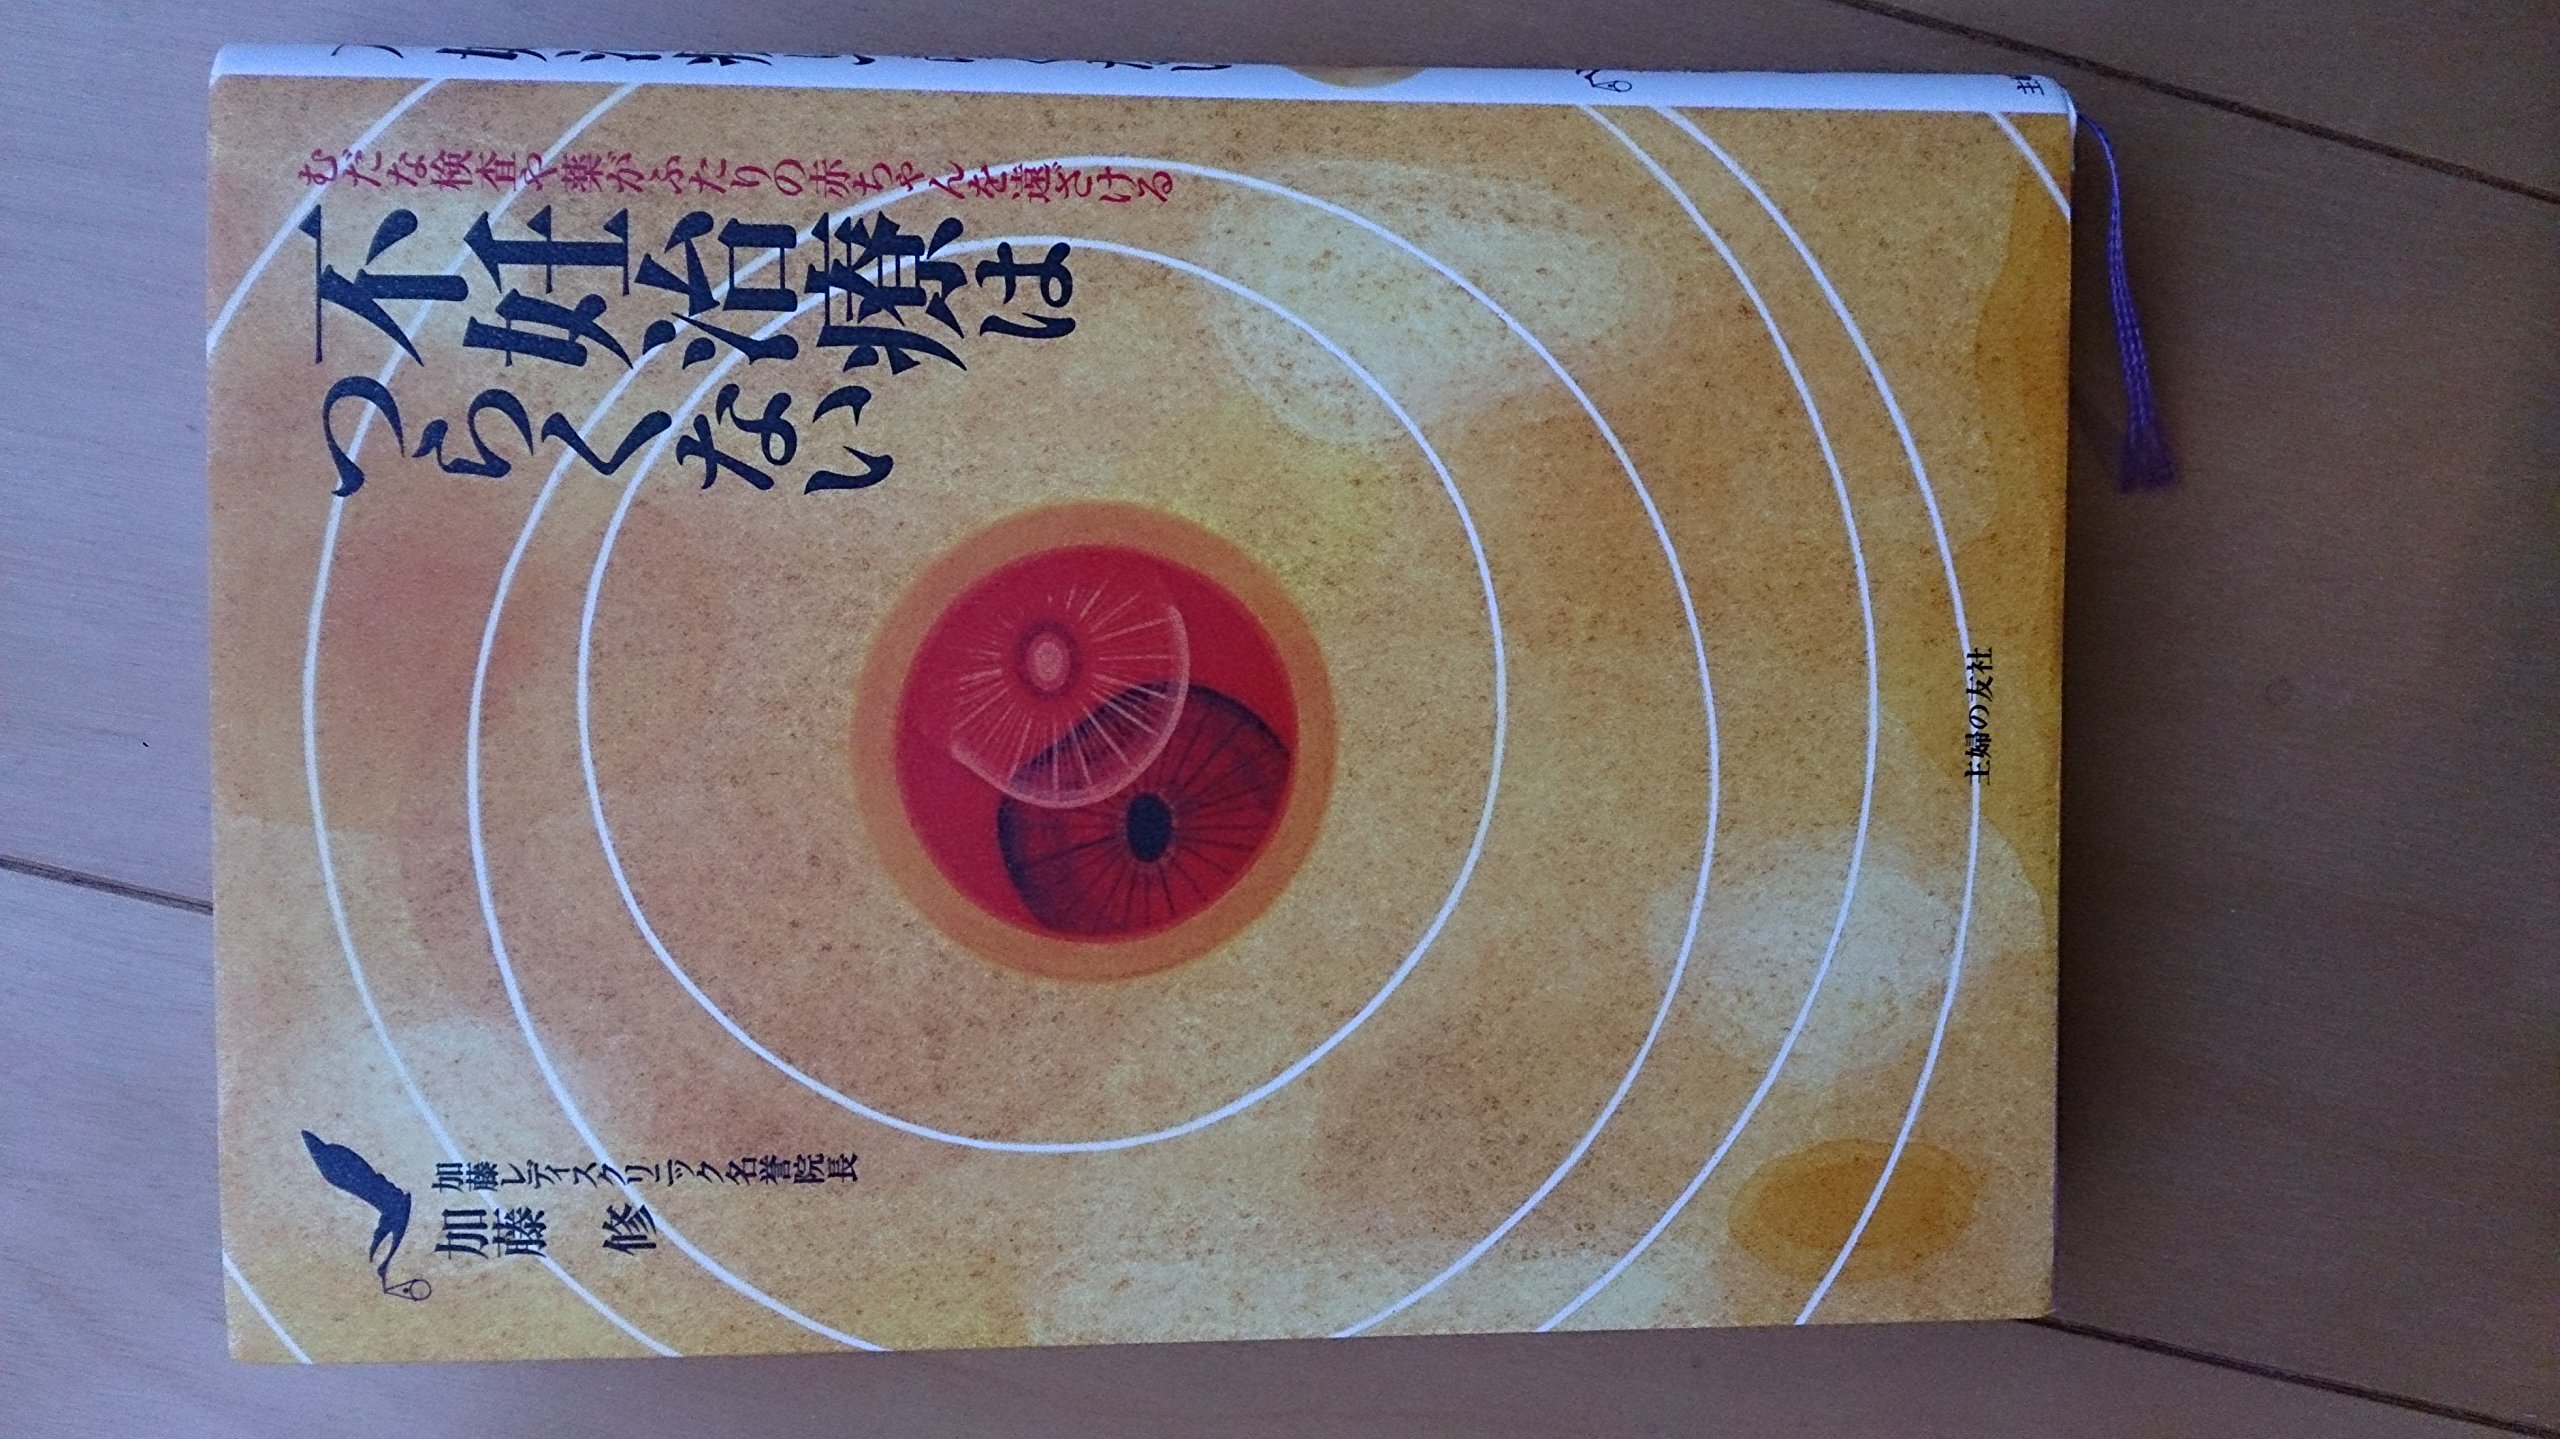 むだな検査や薬がふたりの赤ちゃんを遠ざける
不妊治療は
つらくない
加藤レディスクリニック名誉院長
加藤 修
主婦の友社